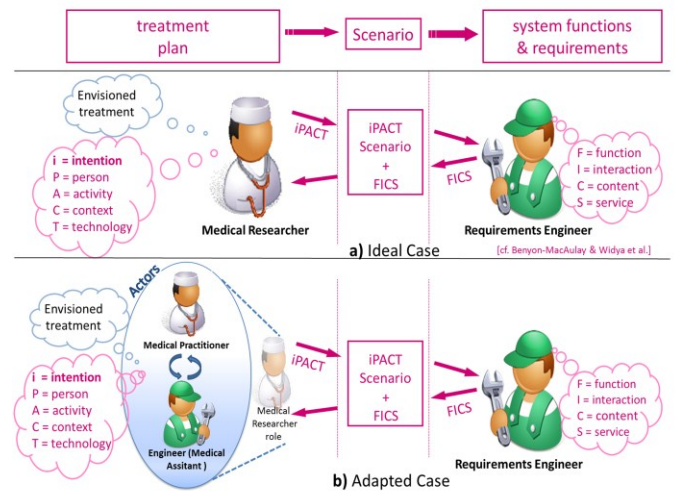 treatment
plan
Scenario
system functions
& requirements
Envisioned
treatment
i = intention
P = person
A = activity
C = context
T = technology
Medical Researcher
iPACT
iPACT
Scenario
+
FICS
FICS
F = function
I = interaction
C = content
S = service
Requirements Engineer
a) Ideal Case
[cf. Benyon-MacAulay & Widya et al.]
Actors
Envisioned
treatment
i = intention
P = person
A = activity
C = context
T = technology
Medical Practitioner
Engineer (Medical
Assitant )
Medical
Researcher
role
iPACT
iPACT
Scenario
+
FICS
FICS
F = function
I = interaction
C = content
S = service
Requirements Engineer
b) Adapted Case